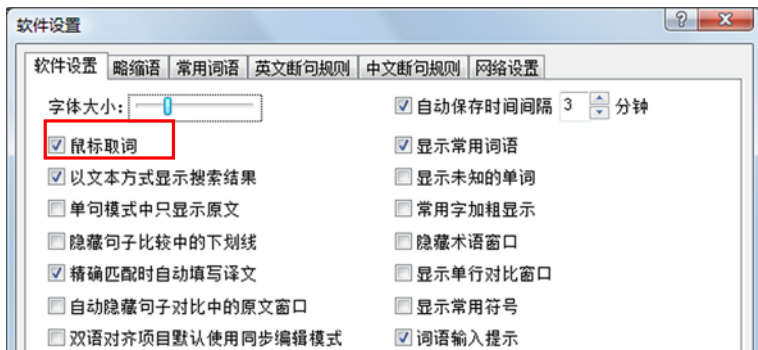 软件设置
软件设置 略缩语 常用词语 英文断句规则 中文断句规则 网络设置
字体大小: 自动保存时间间隔 3 分钟
鼠标取词 显示常用词语
以文本方式显示搜索结果 显示未知的单词
单句模式中只显示原文 常用字加粗显示
隐藏句子比较中的下划线 隐藏术语窗口
精确匹配时自动填写译文 显示单行对比窗口
自动隐藏句子对比中的原文窗口 显示常用符号
双语对齐项目默认使用同步编辑模式 词语输入提示